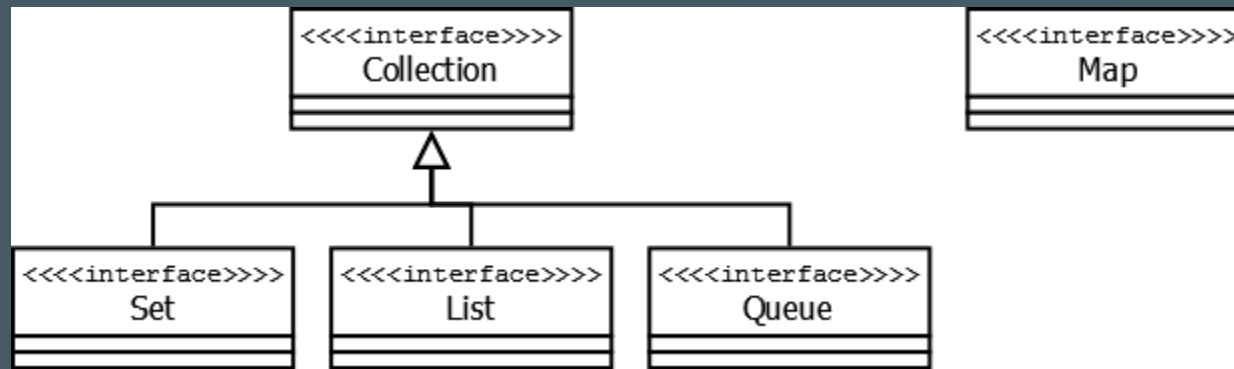 <<<<interface>>>>
Collection
<<<<interface>>>>
Map
<<<<interface>>>>
Set
<<<<interface>>>>
List
<<<<interface>>>>
Queue